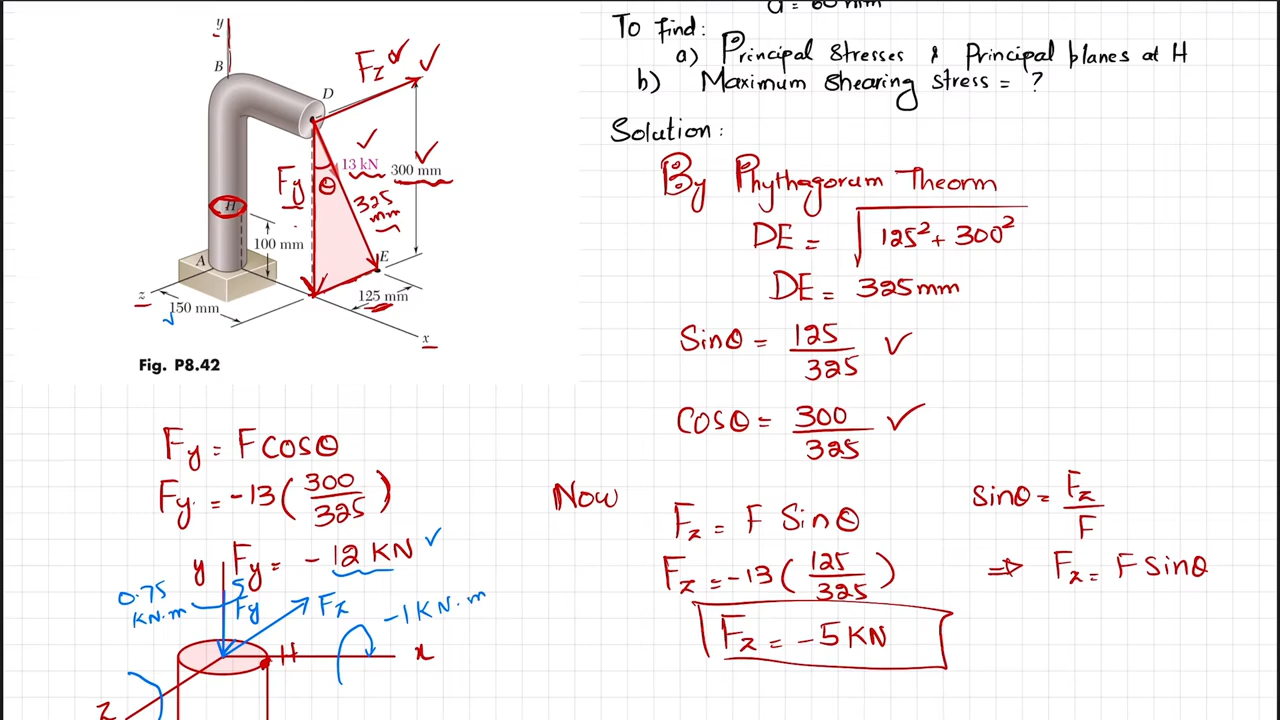 y
B
D
Fz
13 kN
300 mm
Fy
θ
325
mm
H
100 mm
A
E
z
125 mm
150 mm
x
Fig. P8.42
To find:
a) Principal stresses & Principal planes at H
b) Maximum shearing stress = ?
Solution:
By Phythagorum Theorm
DE = √125² + 300²
DE = 325mm
Sinθ = 125/325 ✓
Cosθ = 300/325 ✓
Fy = F COSθ
Fy = -13 (300/325)
Fy = -12 KN ✓
Now
Fz = F Sinθ
Fz = -13 (125/325)
Fz = -5 KN
sinθ = Fz/F
⇒ Fz = F Sinθ
y
0.75
KN.m
Fy
Fz
-1 KN.m
H
x
z